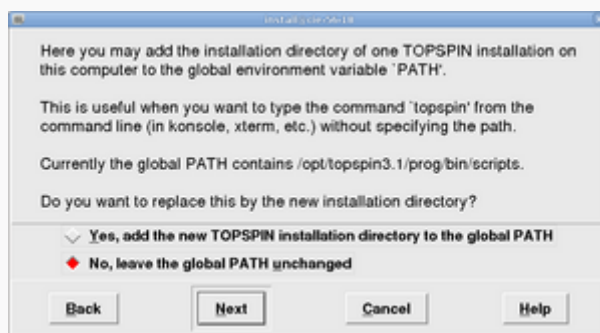 Here you may add the installation directory of one TOPSPIN installation on
this computer to the global environment variable `PATH'.
This is useful when you want to type the command `topspin' from the
command line (in konsole, xterm, etc.) without specifying the path.
Currently the global PATH contains /opt/topspin3.1/prog/bin/scripts.
Do you want to replace this by the new installation directory?
Yes, add the new TOPSPIN installation directory to the global PATH
No, leave the global PATH unchanged
Back Next Cancel Help